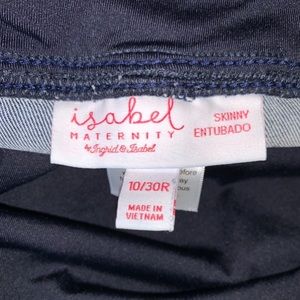 isabel
MATERNITY
by Ingrid & Isabel
SKINNY
ENTUBADO
10/30R
MADE IN
VIETNAM